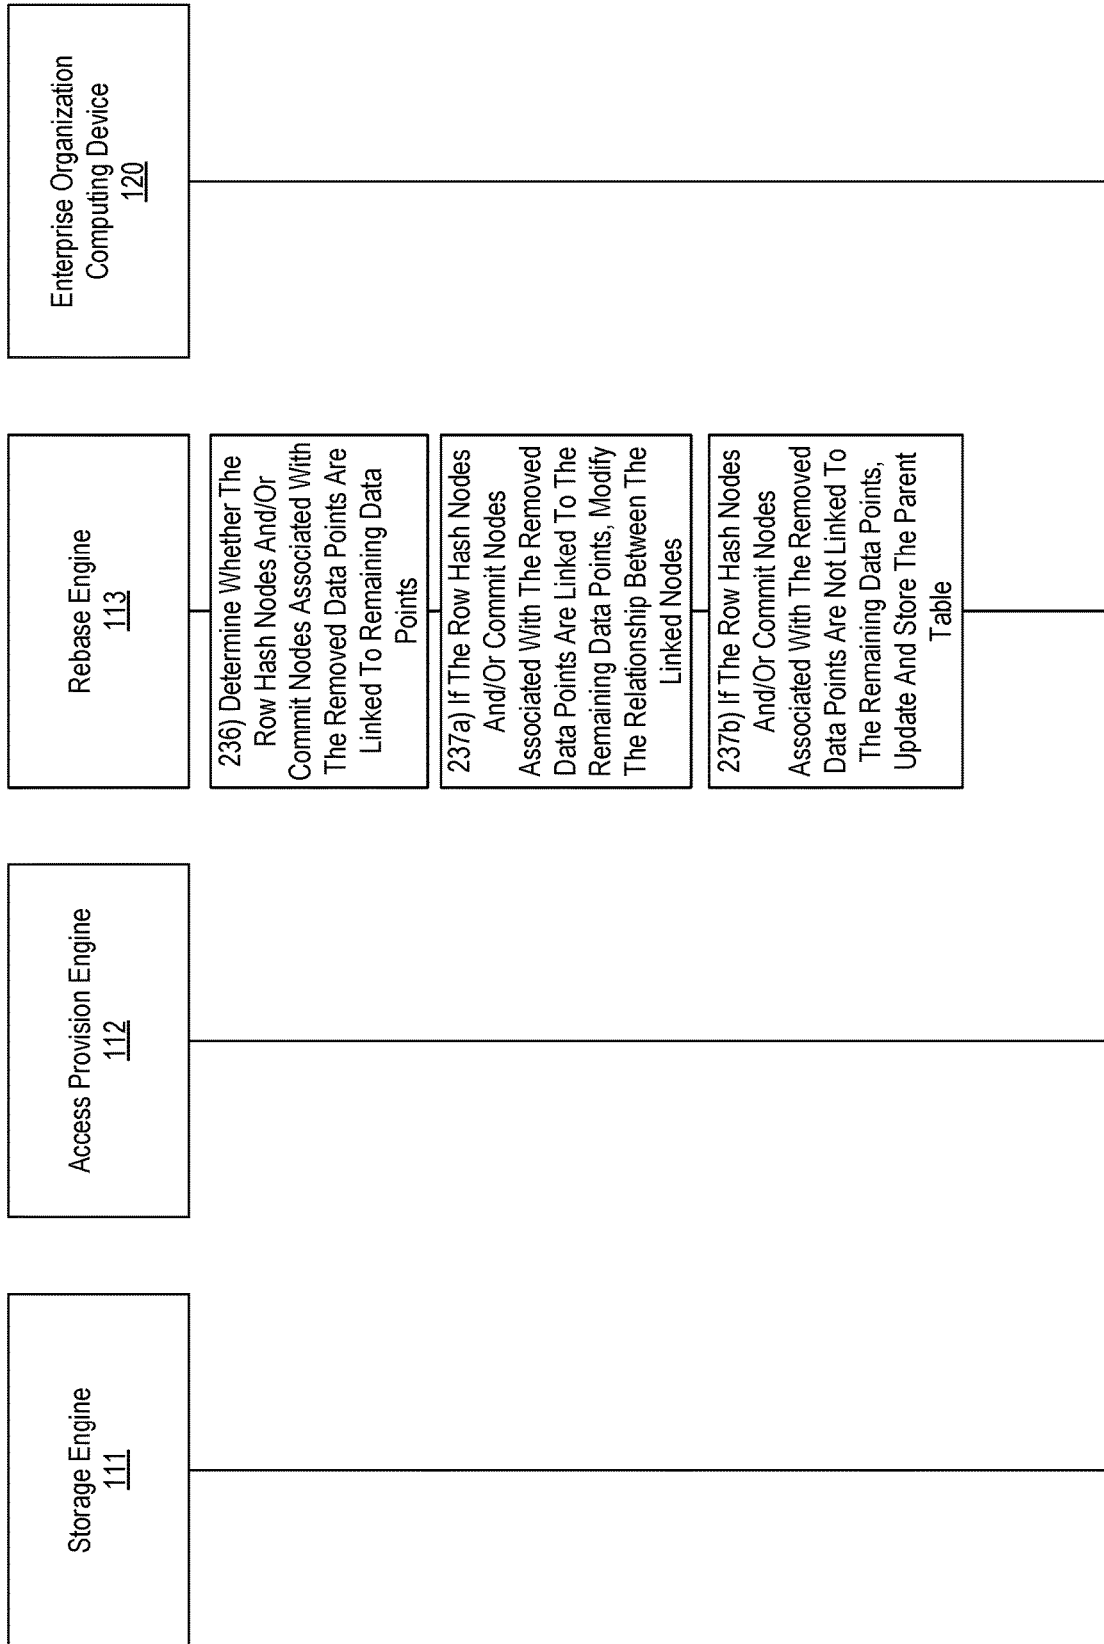 Storage Engine
111
Access Provision Engine
112
Rebase Engine
113
Enterprise Organization
Computing Device
120
236) Determine Whether The
Row Hash Nodes And/Or
Commit Nodes Associated With
The Removed Data Points Are
Linked To Remaining Data
Points
237a) If The Row Hash Nodes
And/Or Commit Nodes
Associated With The Removed
Data Points Are Linked To The
Remaining Data Points, Modify
The Relationship Between The
Linked Nodes
237b) If The Row Hash Nodes
And/Or Commit Nodes
Associated With The Removed
Data Points Are Not Linked To
The Remaining Data Points,
Update And Store The Parent
Table